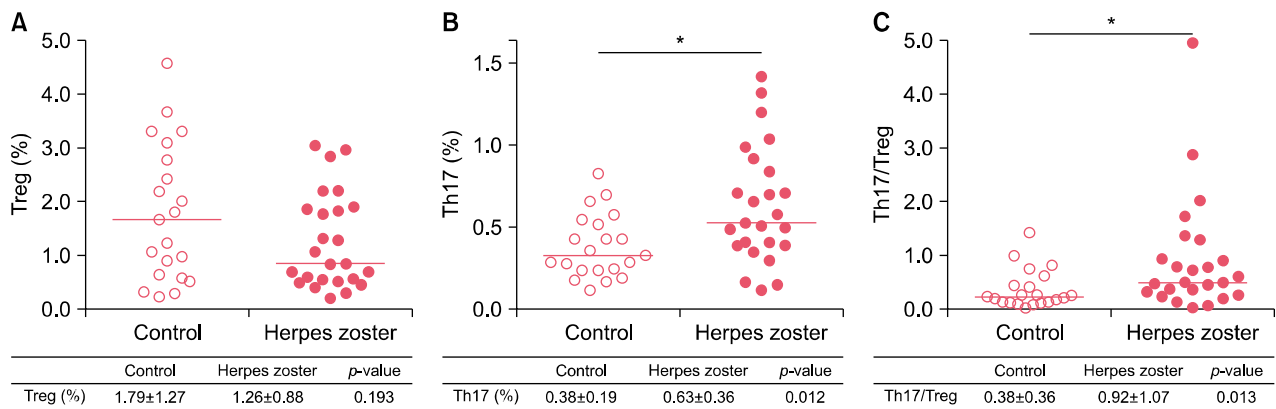 A
Treg (%)
5.0
4.0
3.0
2.0
1.0
0.0
Control Herpes zoster
Control Herpes zoster p-value
Treg (%) 1.79±1.27 1.26±0.88 0.193
B
Th17 (%)
*
1.5
1.0
0.5
0.0
Control Herpes zoster
Control Herpes zoster p-value
Th17 (%) 0.38±0.19 0.63±0.36 0.012
C
Th17/Treg
*
5.0
4.0
3.0
2.0
1.0
0.0
Control Herpes zoster
Control Herpes zoster p-value
Th17/Treg 0.38±0.36 0.92±1.07 0.013